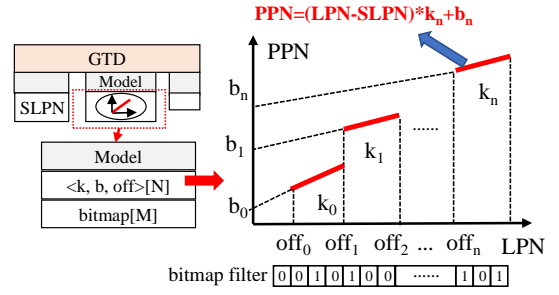 PPN=(LPN-SLPN)*kn+bn
GTD
Model
SLPN
Model
<k, b, off>[N]
bitmap[M]
PPN
bn
b1
b0
kn
k1
k0
......
off0 off1 off2 ... offn LPN
bitmap filter 0 0 1 0 1 0 0 ...... 1 0 1